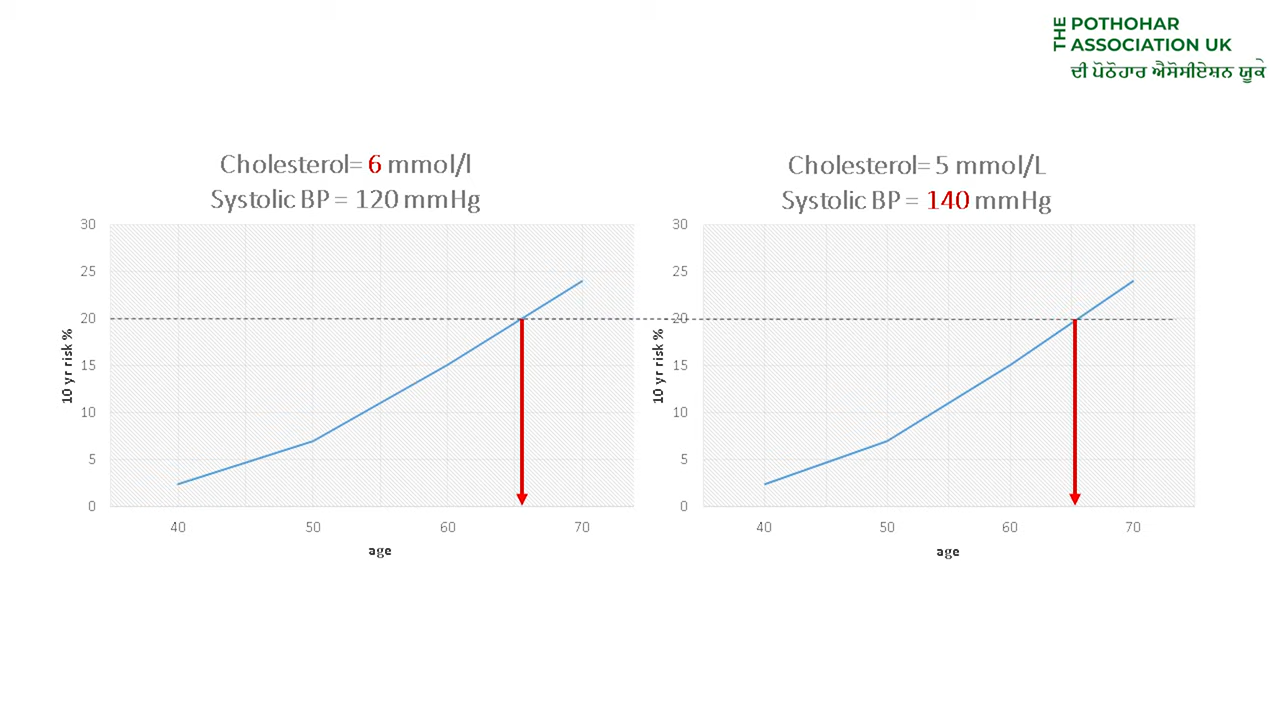 THE
POTHOHAR
ASSOCIATION UK
ਦੀ ਪੋਠੋਹਾਰ ਐਸੋਸੀਏਸ਼ਨ ਯੂਕੇ
Cholesterol= 6 mmol/l
Systolic BP = 120 mmHg
30
25
20
15
10
5
0
10 yr risk %
40 50 60 70
age
Cholesterol= 5 mmol/L
Systolic BP = 140 mmHg
30
25
20
15
10
5
0
10 yr risk %
40 50 60 70
age